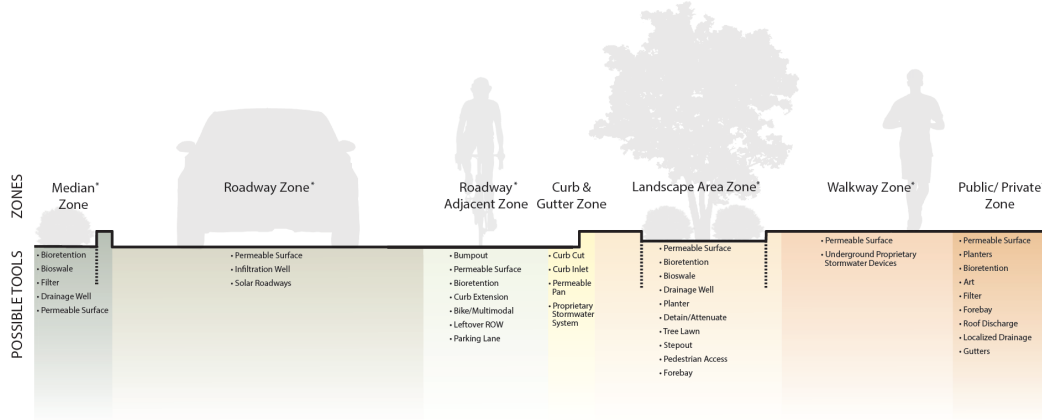 ZONES
Median*
Zone
Roadway Zone*
Roadway*
Adjacent Zone
Curb &
Gutter Zone
Landscape Area Zone*
Walkway Zone*
Public/ Private
Zone
POSSIBLE TOOLS
• Bioretention
• Bioswale
• Filter
• Drainage Well
• Permeable Surface
• Permeable Surface
• Infiltration Well
• Solar Roadways
• Bumpout
• Permeable Surface
• Bioretention
• Curb Extension
• Bike/Multimodal
• Leftover ROW
• Parking Lane
• Curb Cut
• Curb Inlet
• Permeable
Pan
• Proprietary
Stormwater
System
• Permeable Surface
• Bioretention
• Bioswale
• Drainage Well
• Planter
• Detain/Attenuate
• Tree Lawn
• Stepout
• Pedestrian Access
• Forebay
• Permeable Surface
• Underground Proprietary
Stormwater Devices
• Permeable Surface
• Planters
• Bioretention
• Art
• Filter
• Forebay
• Roof Discharge
• Localized Drainage
• Gutters